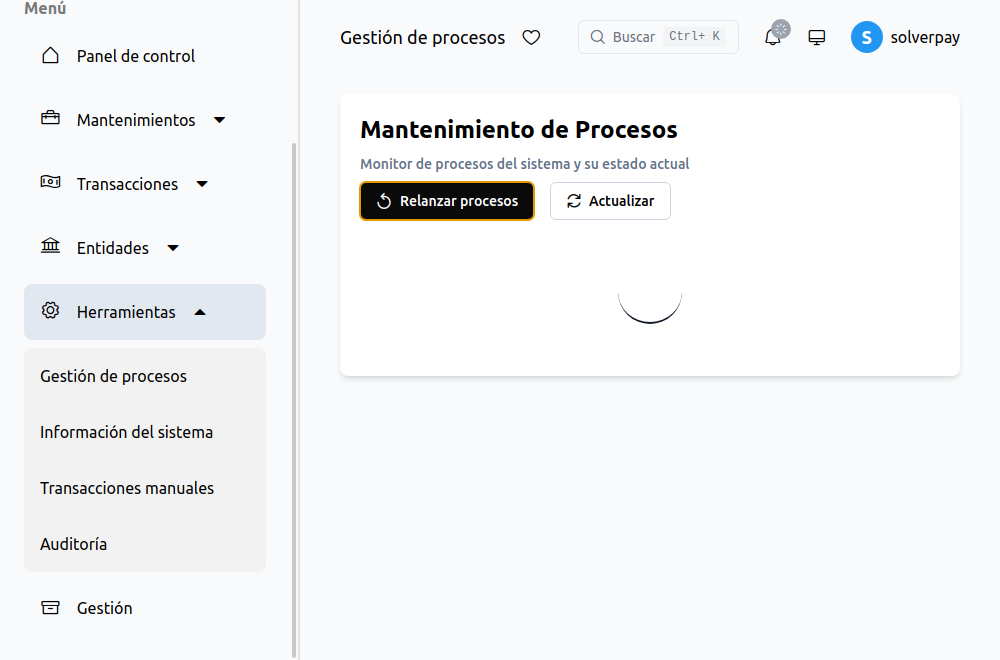 Menú
Panel de control
Mantenimientos
Transacciones
Entidades
Herramientas
Gestión de procesos
Información del sistema
Transacciones manuales
Auditoría
Gestión
Gestión de procesos
Buscar Ctrl+ K
S solverpay
Mantenimiento de Procesos
Monitor de procesos del sistema y su estado actual
Relanzar procesos
Actualizar